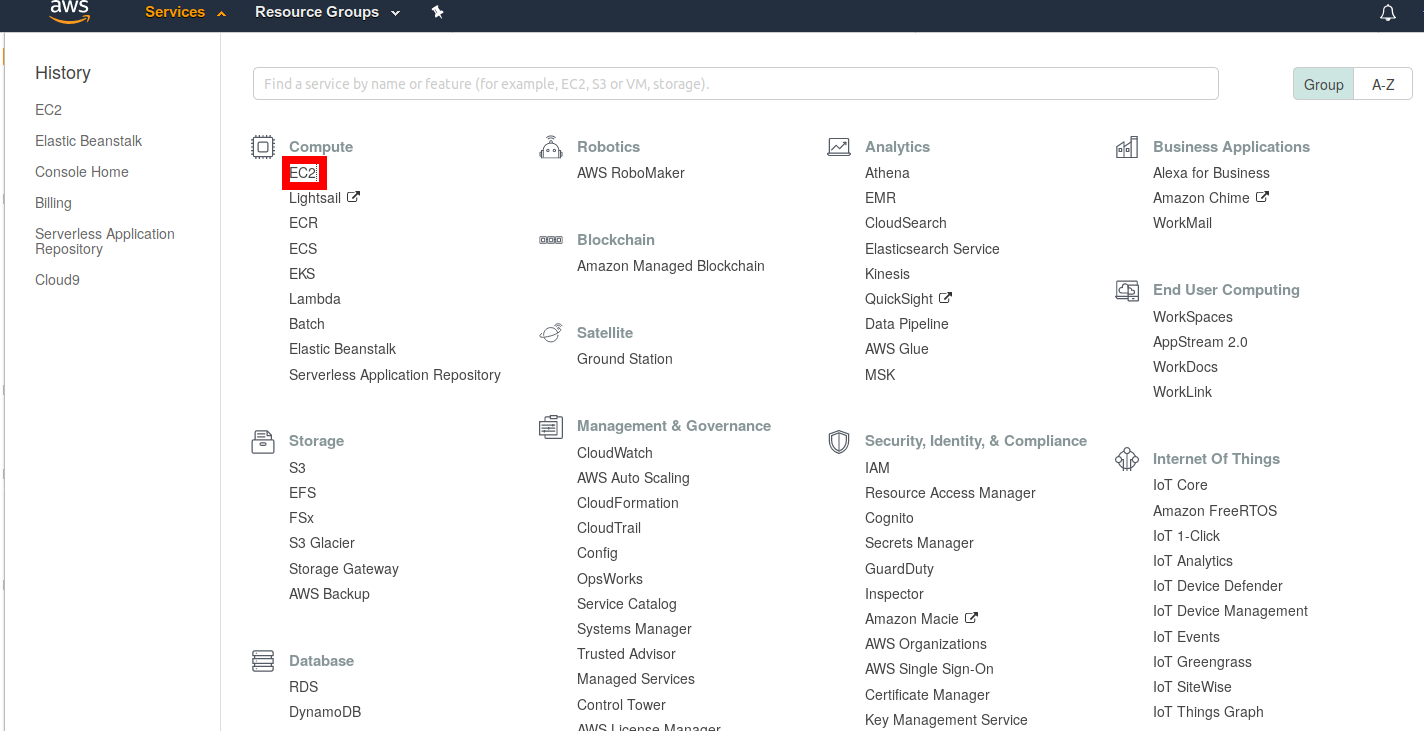 aws
Services
Resource Groups
History
EC2
Elastic Beanstalk
Console Home
Billing
Serverless Application
Repository
Cloud9
Find a service by name or feature (for example, EC2, S3 or VM, storage).
Group
A-Z
Compute
EC2
Lightsail
ECR
ECS
EKS
Lambda
Batch
Elastic Beanstalk
Serverless Application Repository
Storage
S3
EFS
FSx
S3 Glacier
Storage Gateway
AWS Backup
Database
RDS
DynamoDB
Robotics
AWS RoboMaker
Blockchain
Amazon Managed Blockchain
Satellite
Ground Station
Management & Governance
CloudWatch
AWS Auto Scaling
CloudFormation
CloudTrail
Config
OpsWorks
Service Catalog
Systems Manager
Trusted Advisor
Managed Services
Control Tower
AWS License Manager
Analytics
Athena
EMR
CloudSearch
Elasticsearch Service
Kinesis
QuickSight
Data Pipeline
AWS Glue
MSK
Security, Identity, & Compliance
IAM
Resource Access Manager
Cognito
Secrets Manager
GuardDuty
Inspector
Amazon Macie
AWS Organizations
AWS Single Sign-On
Certificate Manager
Key Management Service
Business Applications
Alexa for Business
Amazon Chime
WorkMail
End User Computing
WorkSpaces
AppStream 2.0
WorkDocs
WorkLink
Internet Of Things
IoT Core
Amazon FreeRTOS
IoT 1-Click
IoT Analytics
IoT Device Defender
IoT Device Management
IoT Events
IoT Greengrass
IoT SiteWise
IoT Things Graph